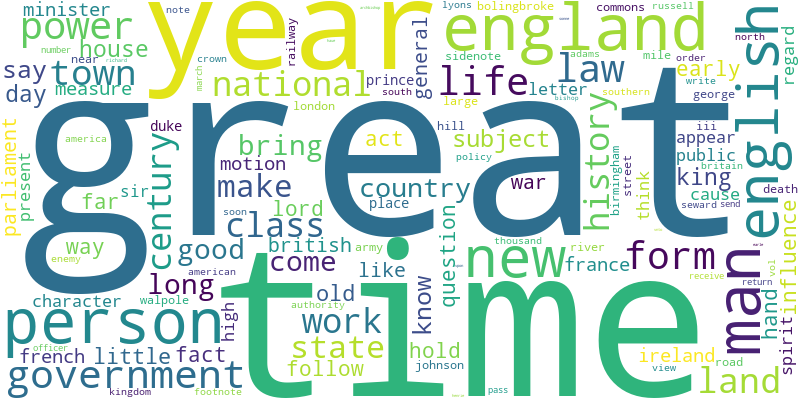 minister
note
year
lyons
bolingbroke
commons
russell
archbishop
power
house
crown
railway
general
england
adams
mile
north
say
town
number
near
march
richard
national
prince
south
sidenote
life
law
order
early
write
regard
english
day
measure
london
large
letter
southern
bishop
george
great
parliament
present
america
duke
century
bring
act
hill
subject
policy
history
birmingham
street
iii
appear
public
britain
think
king
far
sir
motion
make
country
war
cause
death
seward
send
way
lord
place
class
soon
british
army
question
thousand
river
new
form
man
influence
good
come
like
france
enemy
long
american
know
ireland
receive
vol
return
hand
spirit
character
walpole
high
old
authority
time
person
work
state
hold
land
officer
french
little
fact
follow
johnson
view
road
government
kingdom
footnote
pass